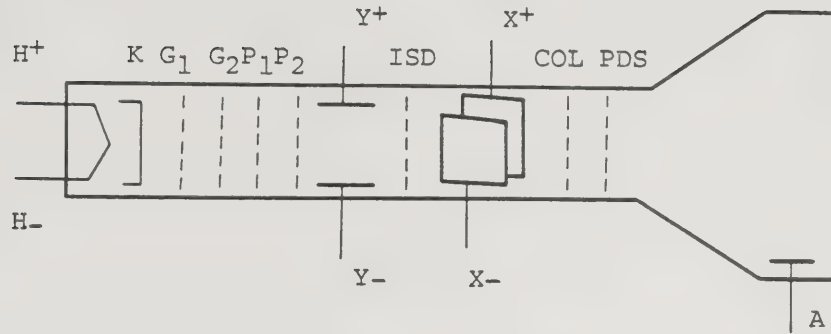 Y+ X+
H+ K G1 G2P1P2 ISD COL PDS
H-
Y- X-
A